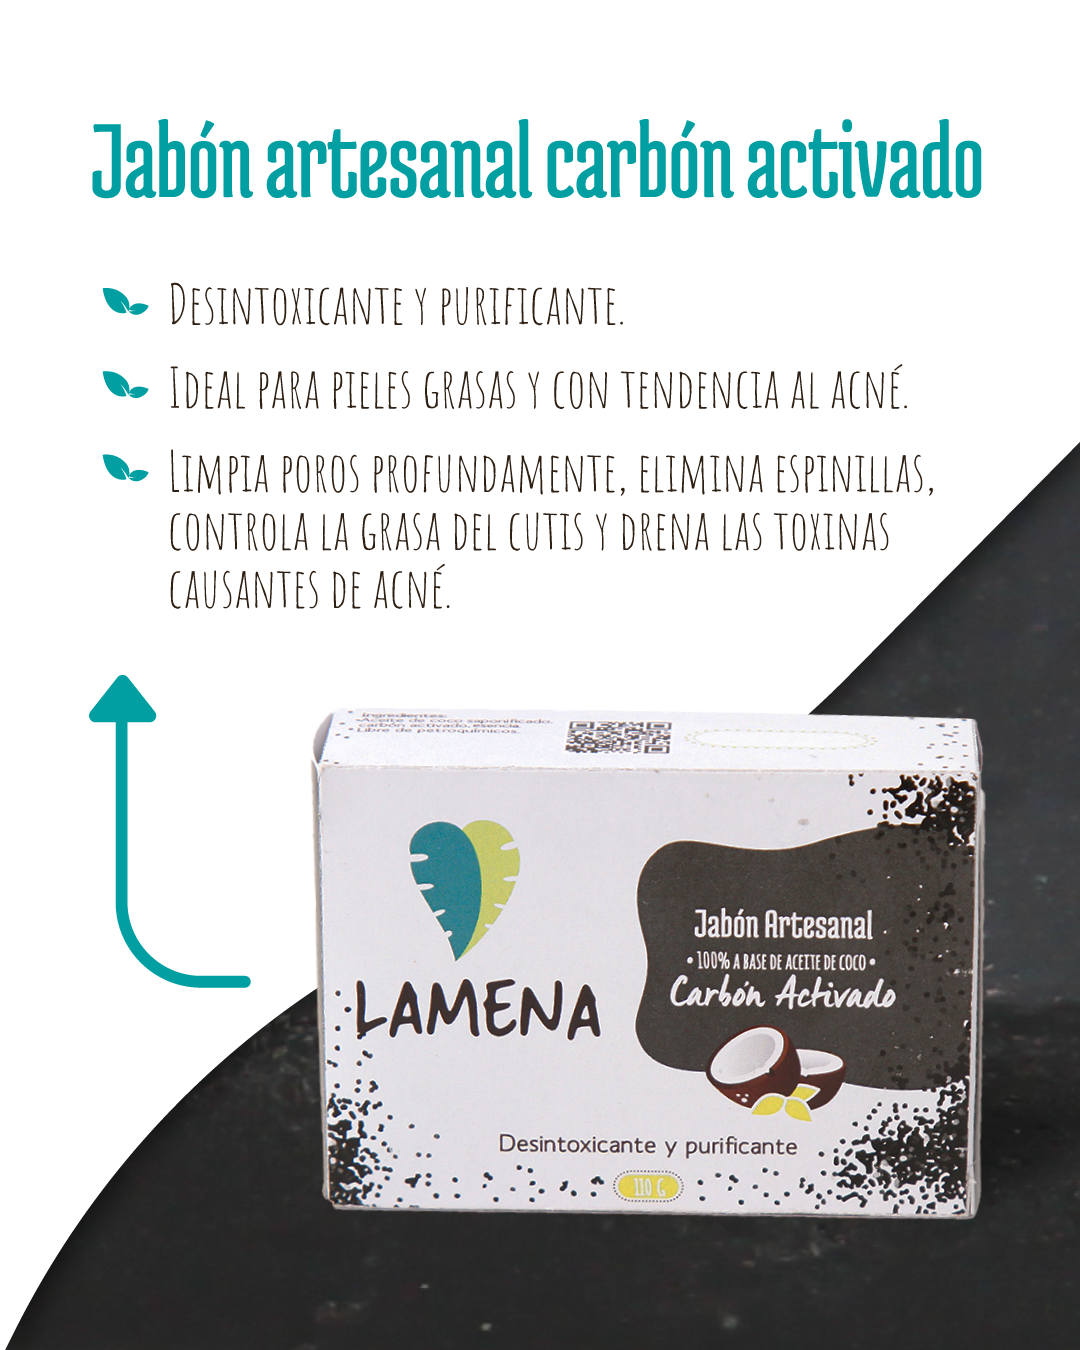 Jabón artesanal carbón activado
Desintoxicante y purificante.
Ideal para pieles grasas y con tendencia al acné.
Limpia poros profundamente, elimina espinillas,
controla la grasa del cutis y drena las toxinas
causantes de acné.
Ingredientes:
Aceite de coco saponificado,
carbón activado, esencia.
Libre de petroquímicos.
LAMENA
Jabón Artesanal
• 100% A BASE DE ACEITE DE COCO •
Carbón Activado
Desintoxicante y purificante
110 G